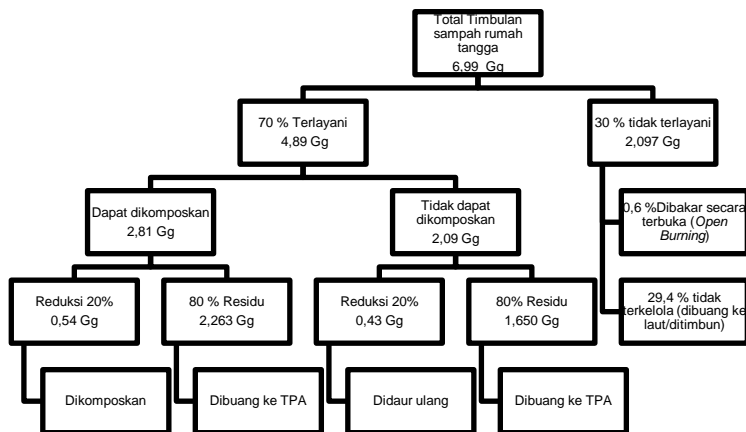 Total Timbulan
sampah rumah
tangga
6,99 Gg
70 % Terlayani
4,89 Gg
30 % tidak terlayani
2,097 Gg
Dapat dikomposkan
2,81 Gg
Tidak dapat
dikomposkan
2,09 Gg
0,6 %Dibakar secara
terbuka (Open
Burning)
Reduksi 20%
0,54 Gg
80 % Residu
2,263 Gg
Reduksi 20%
0,43 Gg
80% Residu
1,650 Gg
29,4 % tidak
terkelola (dibuang ke
laut/ditimbun)
Dikomposkan
Dibuang ke TPA
Didaur ulang
Dibuang ke TPA